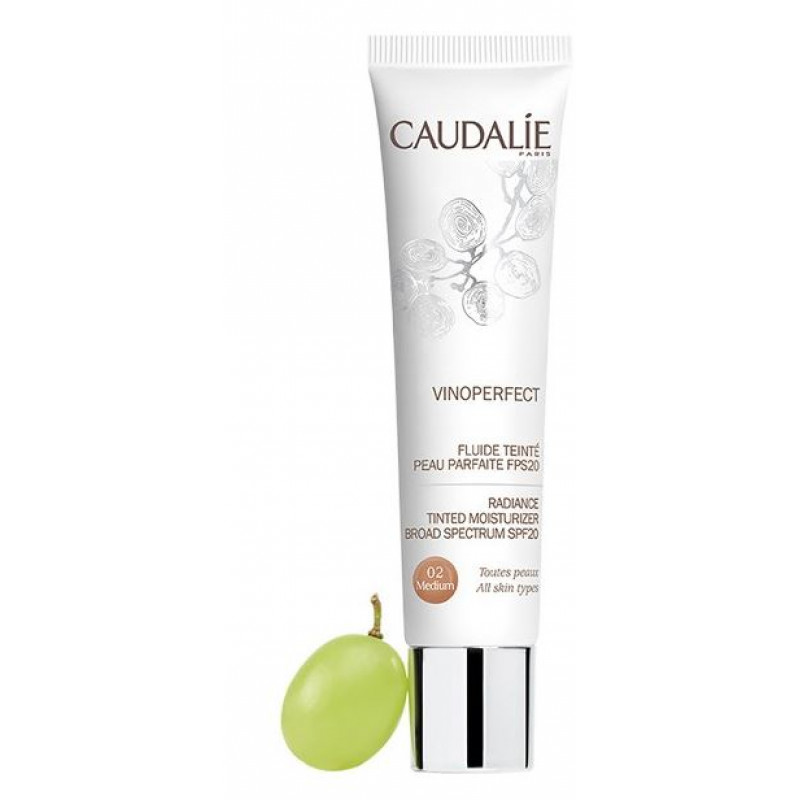 CAUDALÍE
PARIS
VINOPERFECT
FLUIDE TEINTÉ
PEAU PARFAITE FPS20
RADIANCE
TINTED MOISTURIZER
BROAD SPECTRUM SPF20
02
Medium
Toutes peaux
All skin types